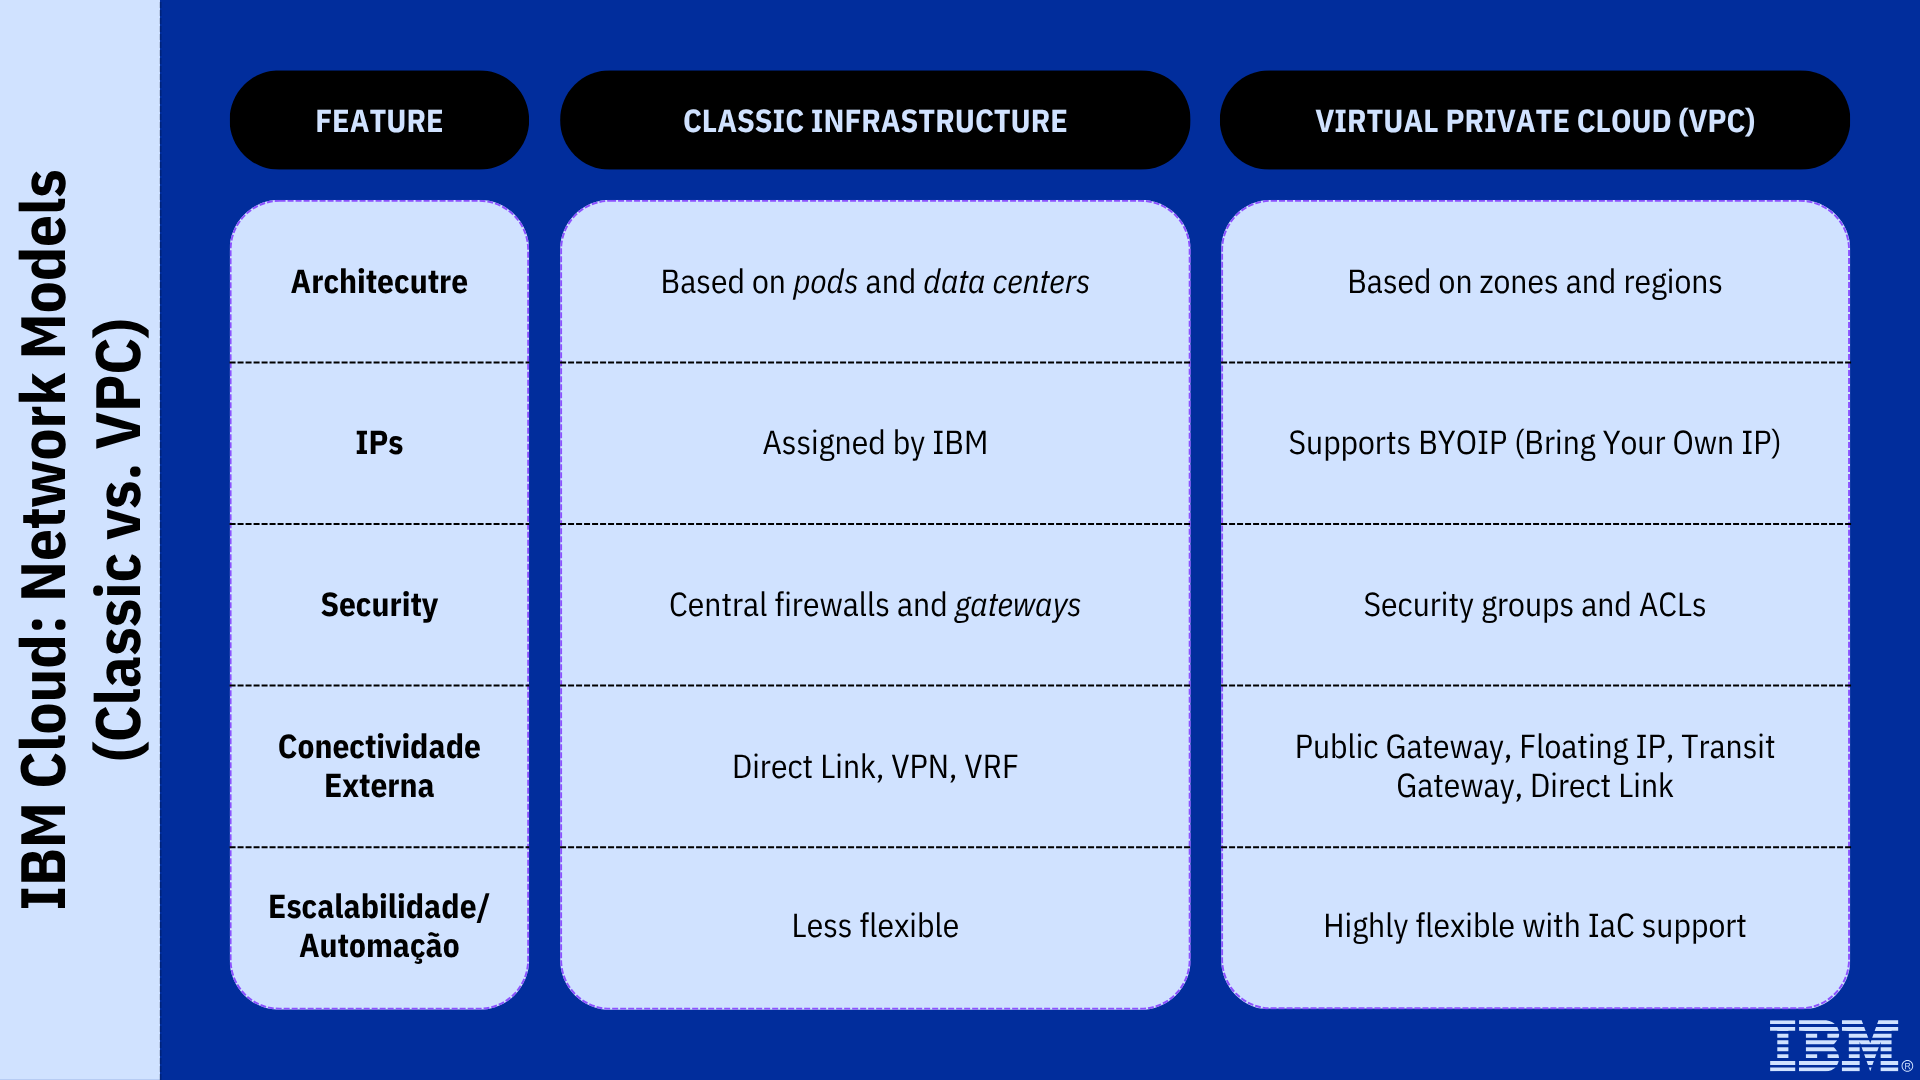 IBM Cloud: Network Models
(Classic vs. VPC)
FEATURE
CLASSIC INFRASTRUCTURE
VIRTUAL PRIVATE CLOUD (VPC)
Architecutre
Based on pods and data centers
Based on zones and regions
IPs
Assigned by IBM
Supports BYOIP (Bring Your Own IP)
Security
Central firewalls and gateways
Security groups and ACLs
Conectividade
Externa
Direct Link, VPN, VRF
Public Gateway, Floating IP, Transit
Gateway, Direct Link
Escalabilidade/
Automação
Less flexible
Highly flexible with IaC support
IBM®